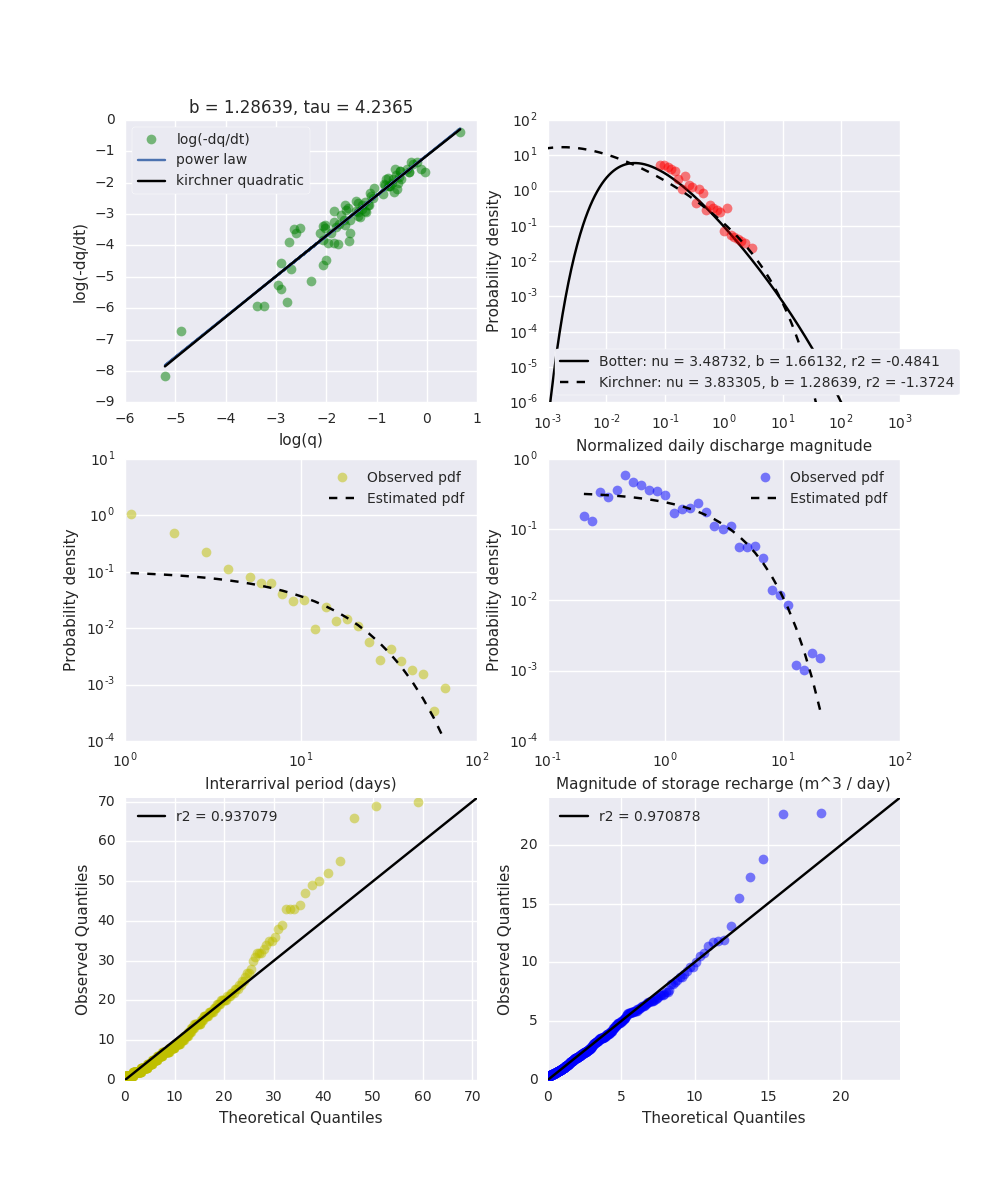 b = 1.28639, tau = 4.2365
log(-dq/dt)
0
−1
−2
−3
−4
−5
−6
−7
−8
−9
log(-dq/dt)
power law
kirchner quadratic
−6 −5 −4 −3 −2 −1 0 1
log(q)
Probability density
10^2
10^1
10^0
10^-1
10^-2
10^-3
10^-4
10^-5
10^-6
Botter: nu = 3.48732, b = 1.66132, r2 = -0.4841
Kirchner: nu = 3.83305, b = 1.28639, r2 = -1.3724
10^-3 10^-2 10^-1 10^0 10^1 10^2 10^3
Normalized daily discharge magnitude
Probability density
10^1
10^0
10^-1
10^-2
10^-3
10^-4
Observed pdf
Estimated pdf
10^0 10^1 10^2
Interarrival period (days)
Probability density
10^0
10^-1
10^-2
10^-3
10^-4
Observed pdf
Estimated pdf
10^-1 10^0 10^1 10^2
Magnitude of storage recharge (m^3 / day)
Observed Quantiles
70
60
50
40
30
20
10
0
r2 = 0.937079
0 10 20 30 40 50 60 70
Theoretical Quantiles
Observed Quantiles
20
15
10
5
0
r2 = 0.970878
0 5 10 15 20
Theoretical Quantiles